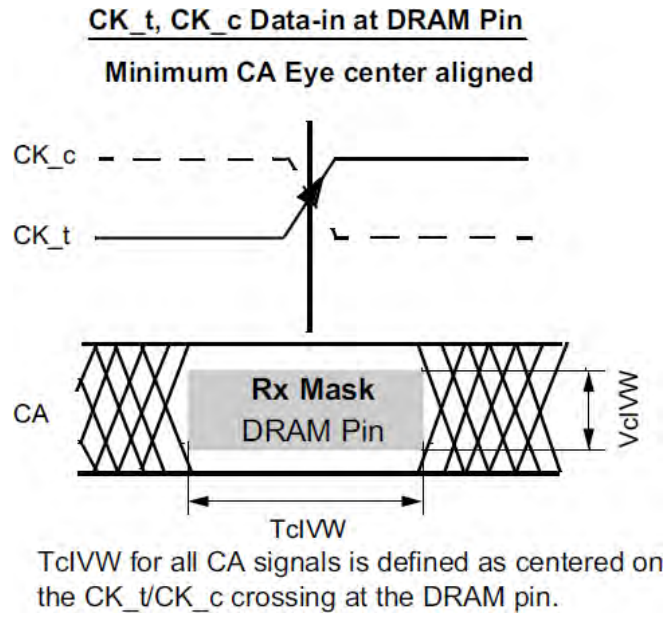 CK_t, CK_c Data-in at DRAM Pin
Minimum CA Eye center aligned
CK_c
CK_t
Rx Mask
CA
DRAM Pin
VcIVW
TcIVW
TcIVW for all CA signals is defined as centered on
the CK_t/CK_c crossing at the DRAM pin.